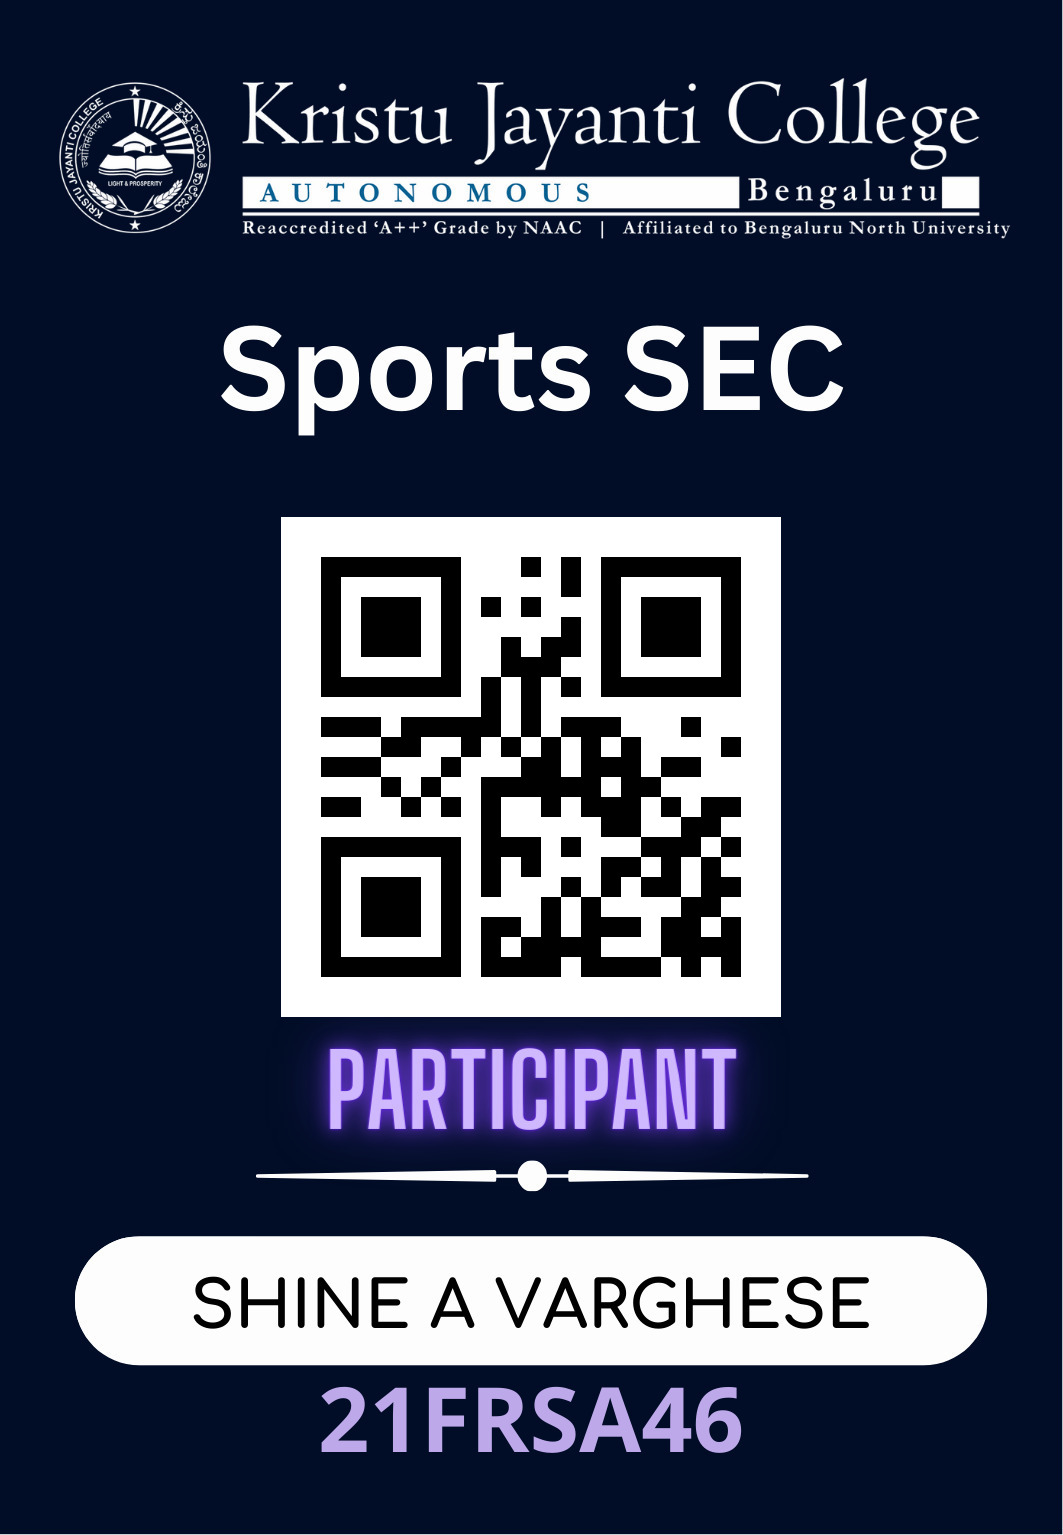 Kristu Jayanti College
AUTONOMOUS Bengaluru
Reaccredited ‘A++’ Grade by NAAC | Affiliated to Bengaluru North University
KRISTU JAYANTI COLLEGE
LIGHT & PROSPERITY
Sports SEC
PARTICIPANT
SHINE A VARGHESE
21FRSA46